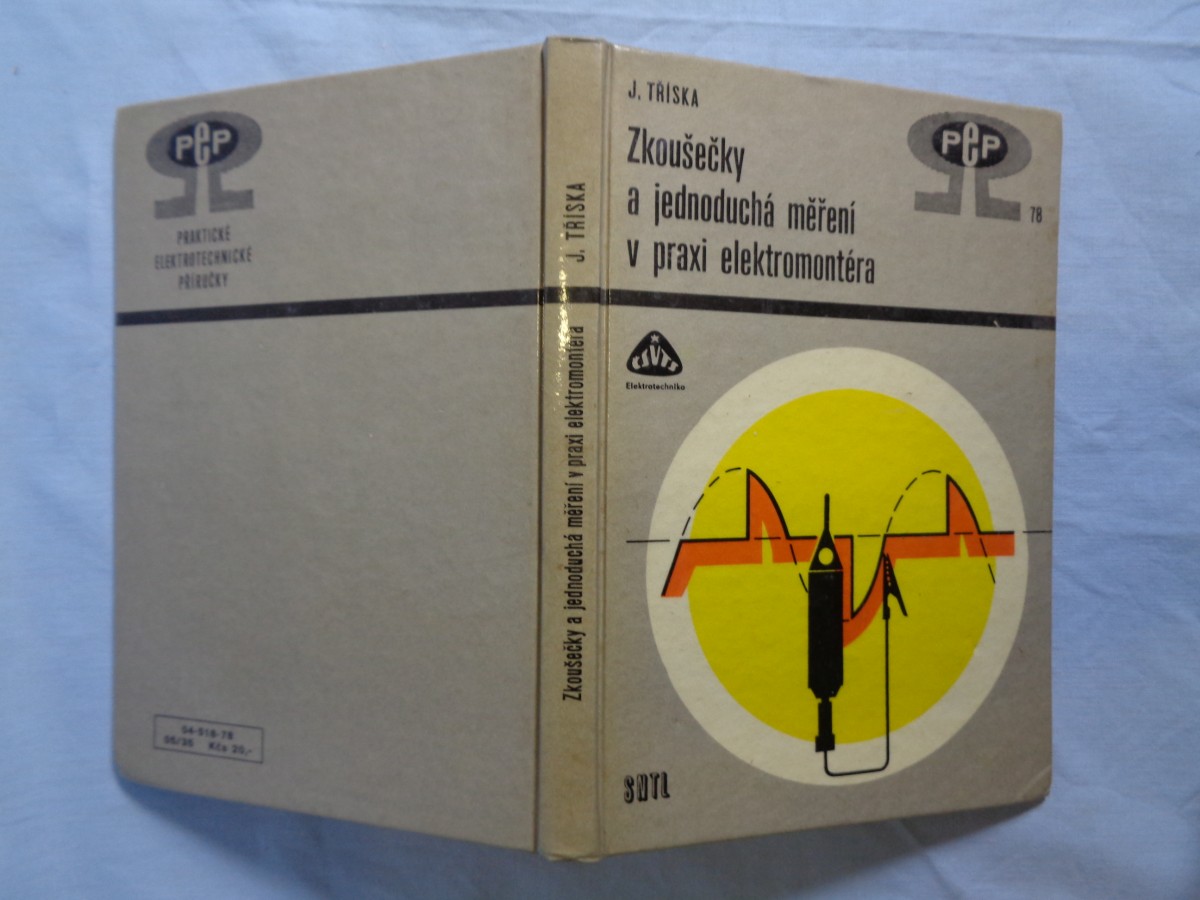 PeP
PRAKTICKÉ
ELEKTROTECHNICKÉ
PŘÍRUČKY
04-518-78
05/35 Kčs 20,-
J. TŘÍSKA
Zkoušečky a jednoduchá měření v praxi elektromontéra
J. TŘÍSKA
Zkoušečky
a jednoduchá měření
v praxi elektromontéra
PeP
78
ČSVTS
Elektrotechnika
SNTL